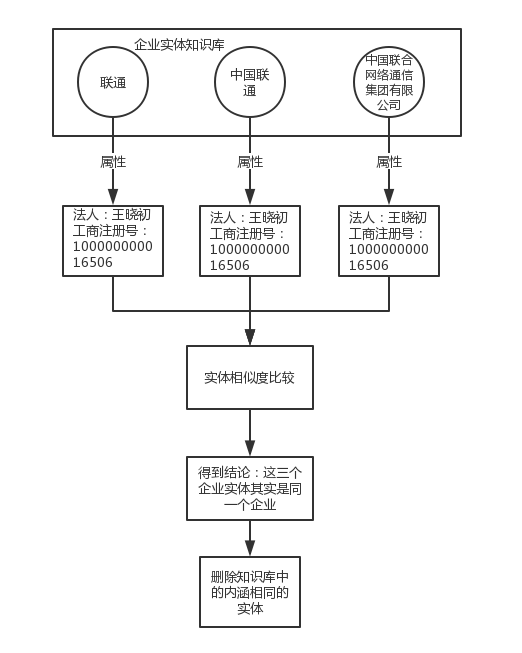 企业实体知识库
联通
中国联
通
中国联合
网络通信
集团有限
公司
属性
属性
属性
法人：王晓初
工商注册号：
1000000000
16506
法人：王晓初
工商注册号：
1000000000
16506
法人：王晓初
工商注册号：
1000000000
16506
实体相似度比较
得到结论：这三个
企业实体其实是同
一个企业
删除知识库中
的内涵相同的
实体